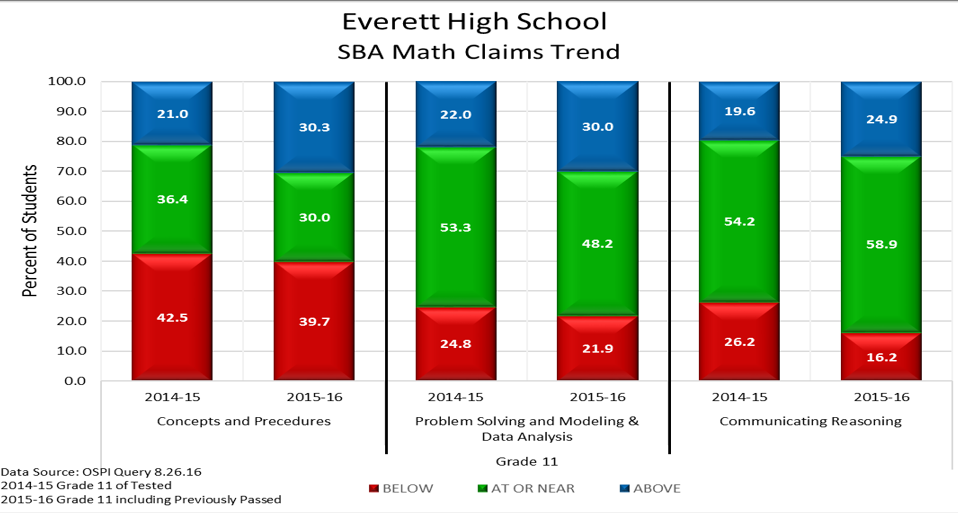 Everett High School
SBA Math Claims Trend
Percent of Students
100.0
90.0
80.0
70.0
60.0
50.0
40.0
30.0
20.0
10.0
0.0
21.0
36.4
42.5
30.3
30.0
39.7
22.0
53.3
24.8
30.0
48.2
21.9
19.6
54.2
26.2
24.9
58.9
16.2
2014-15 2015-16 2014-15 2015-16 2014-15 2015-16
Concepts and Precedures
Problem Solving and Modeling &
Data Analysis
Communicating Reasoning
Grade 11
Data Source: OSPI Query 8.26.16
2014-15 Grade 11 of Tested
2015-16 Grade 11 including Previously Passed
BELOW AT OR NEAR ABOVE